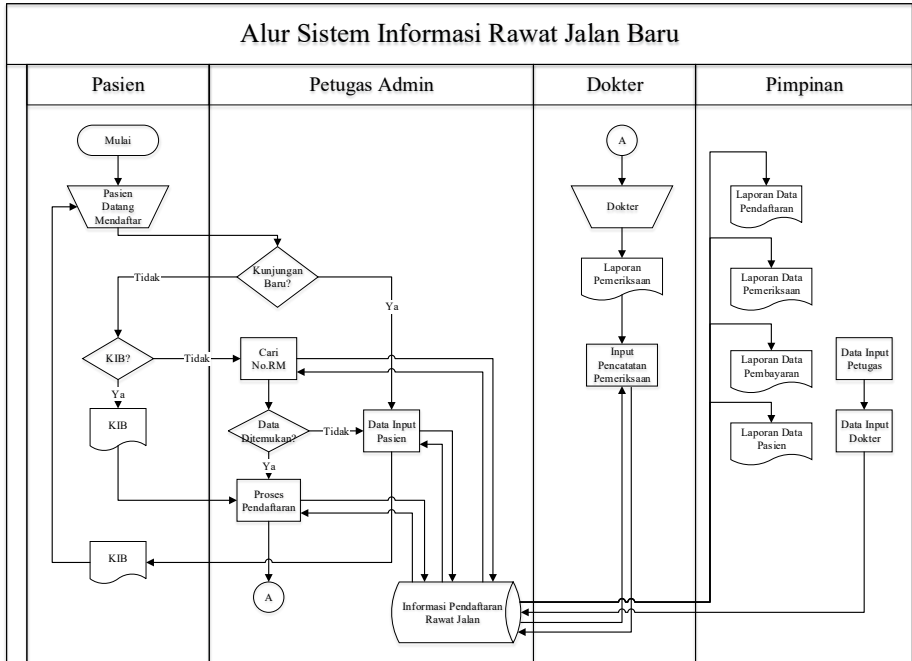 Alur Sistem Informasi Rawat Jalan Baru
Pasien
Petugas Admin
Dokter
Pimpinan
Mulai
Pasien
Datang
Mendaftar
Kunjungan
Baru?
Tidak
Ya
KIB?
Tidak
Ya
KIB
Cari
No.RM
Data
Ditemukan?
Tidak
Ya
Data Input
Pasien
Proses
Pendaftaran
KIB
A
Informasi Pendaftaran
Rawat Jalan
A
Dokter
Laporan
Pemeriksaan
Input
Pencatatan
Pemeriksaan
Laporan Data
Pendaftaran
Laporan Data
Pemeriksaan
Laporan Data
Pembayaran
Laporan Data
Pasien
Data Input
Petugas
Data Input
Dokter